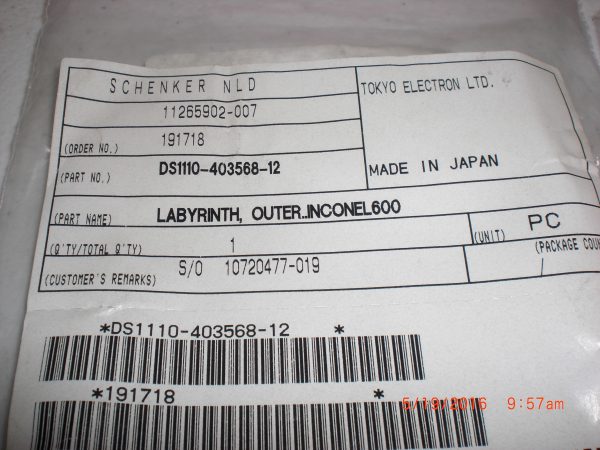 SCHENKER NLD
TOKYO ELECTRON LTD.
11265902-007
(ORDER NO.) 191718
(PART NO.) DS1110-403568-12
MADE IN JAPAN
(PART NAME) LABYRINTH, OUTER..INCONEL600
(Q'TY/TOTAL Q'TY) 1
(UNIT) PC
(CUSTOMER'S REMARKS) S/O 10720477-019
(PACKAGE COU
/
*DS1110-403568-12 *
*191718 *
5/19/2016 9:57am